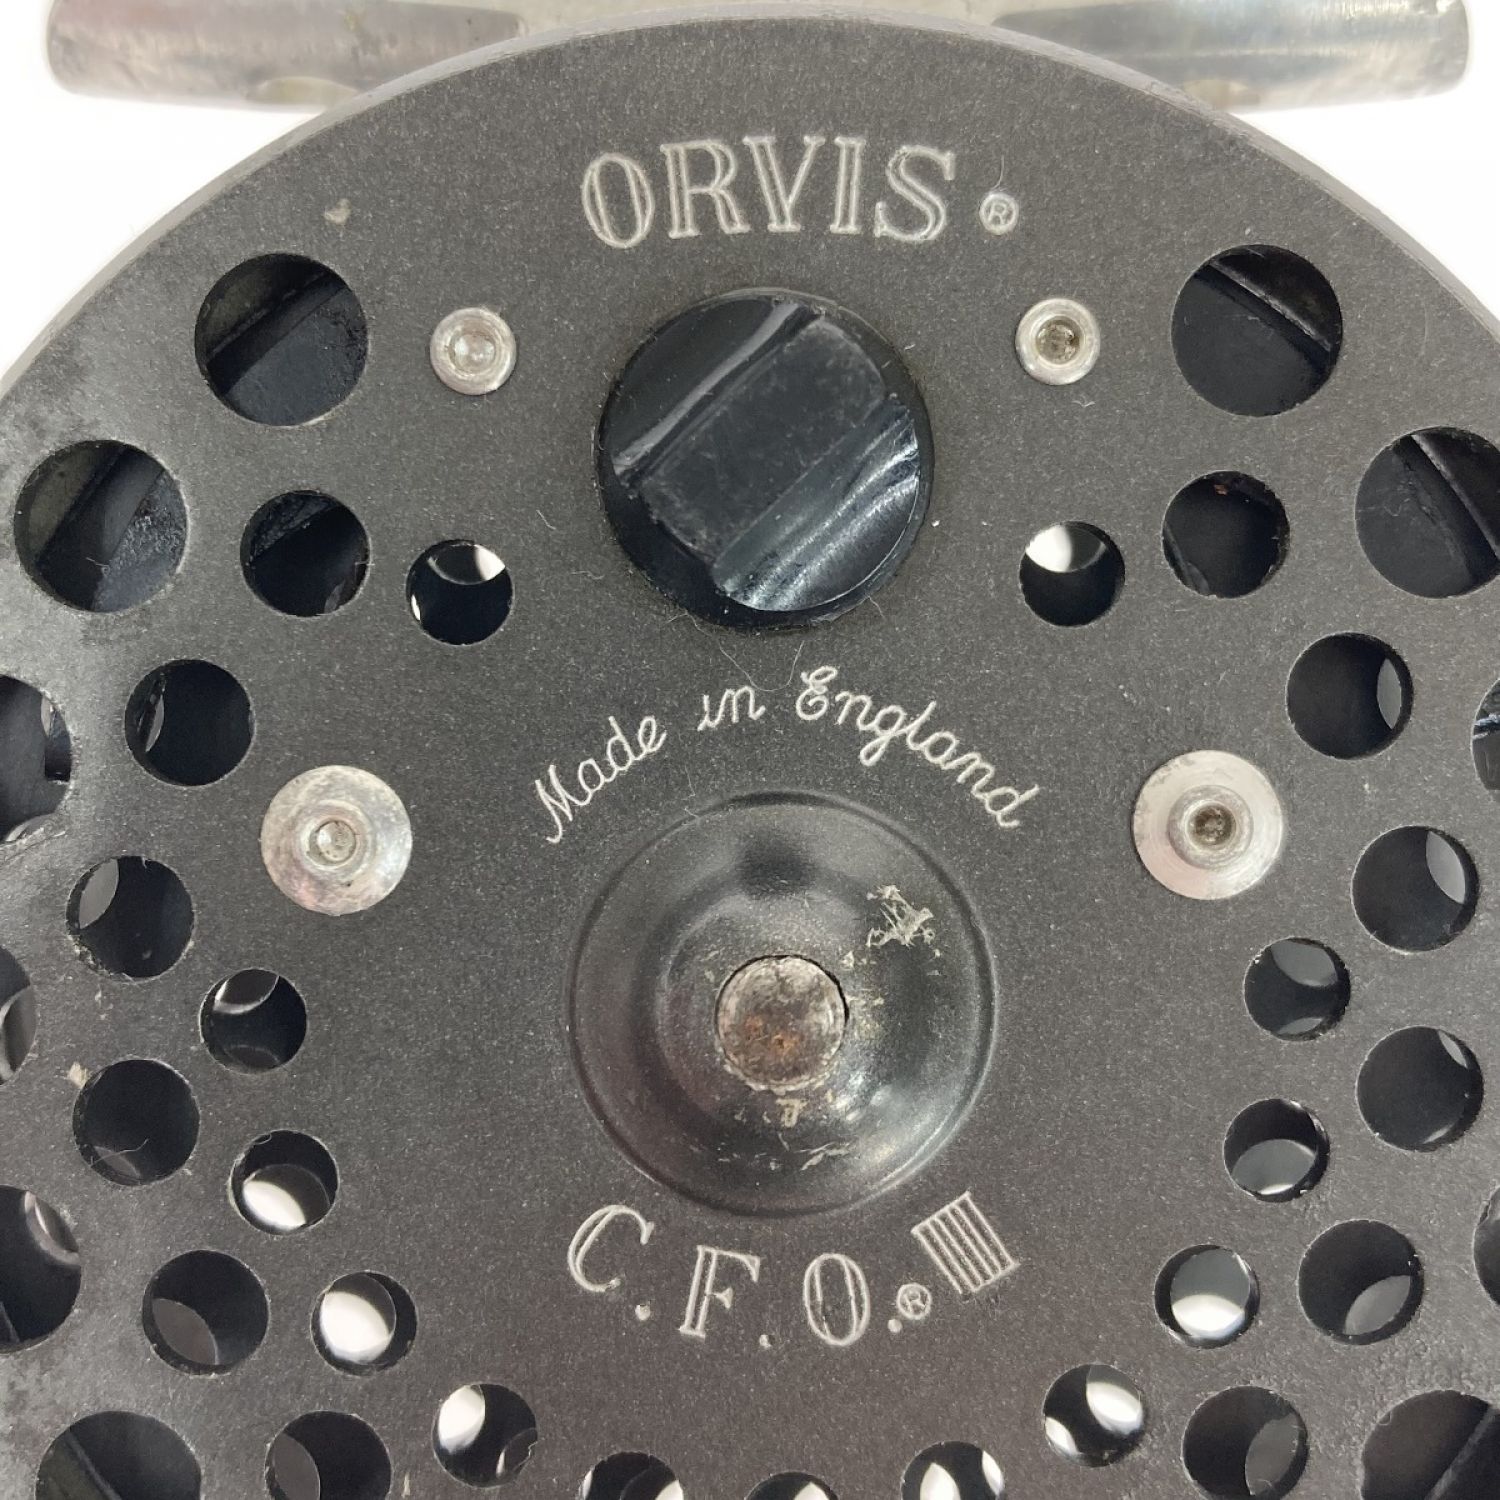 ORVIS ®
Made in England
C.F.O.® III